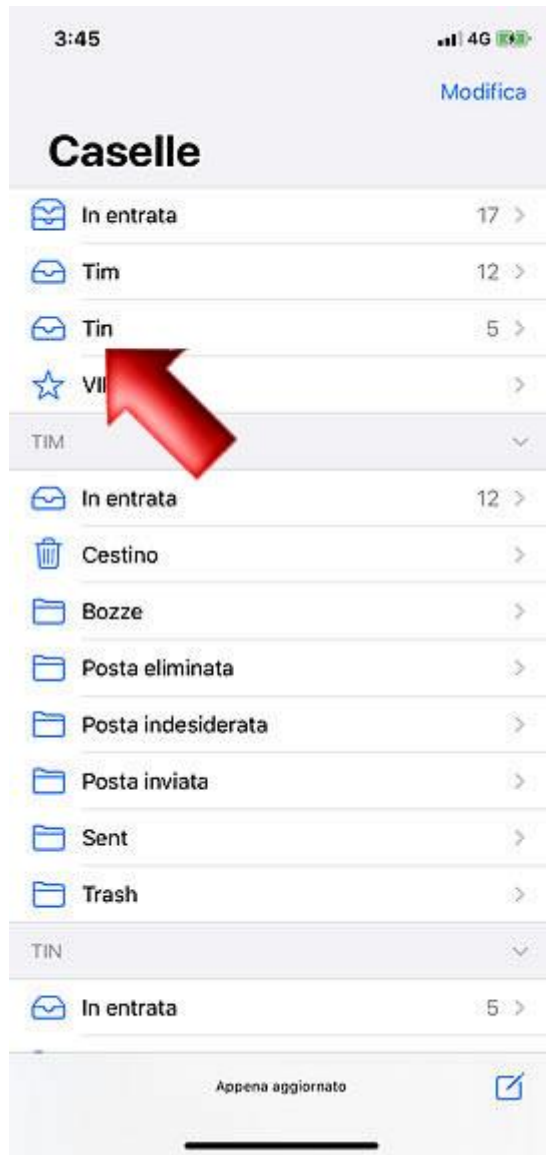 3:45 4G
Modifica
Caselle
In entrata 17
Tim 12
Tin 5
TIM
In entrata 12
Cestino
Bozze
Posta eliminata
Posta indesiderata
Posta inviata
Sent
Trash
TIN
In entrata 5
Appena aggiornato